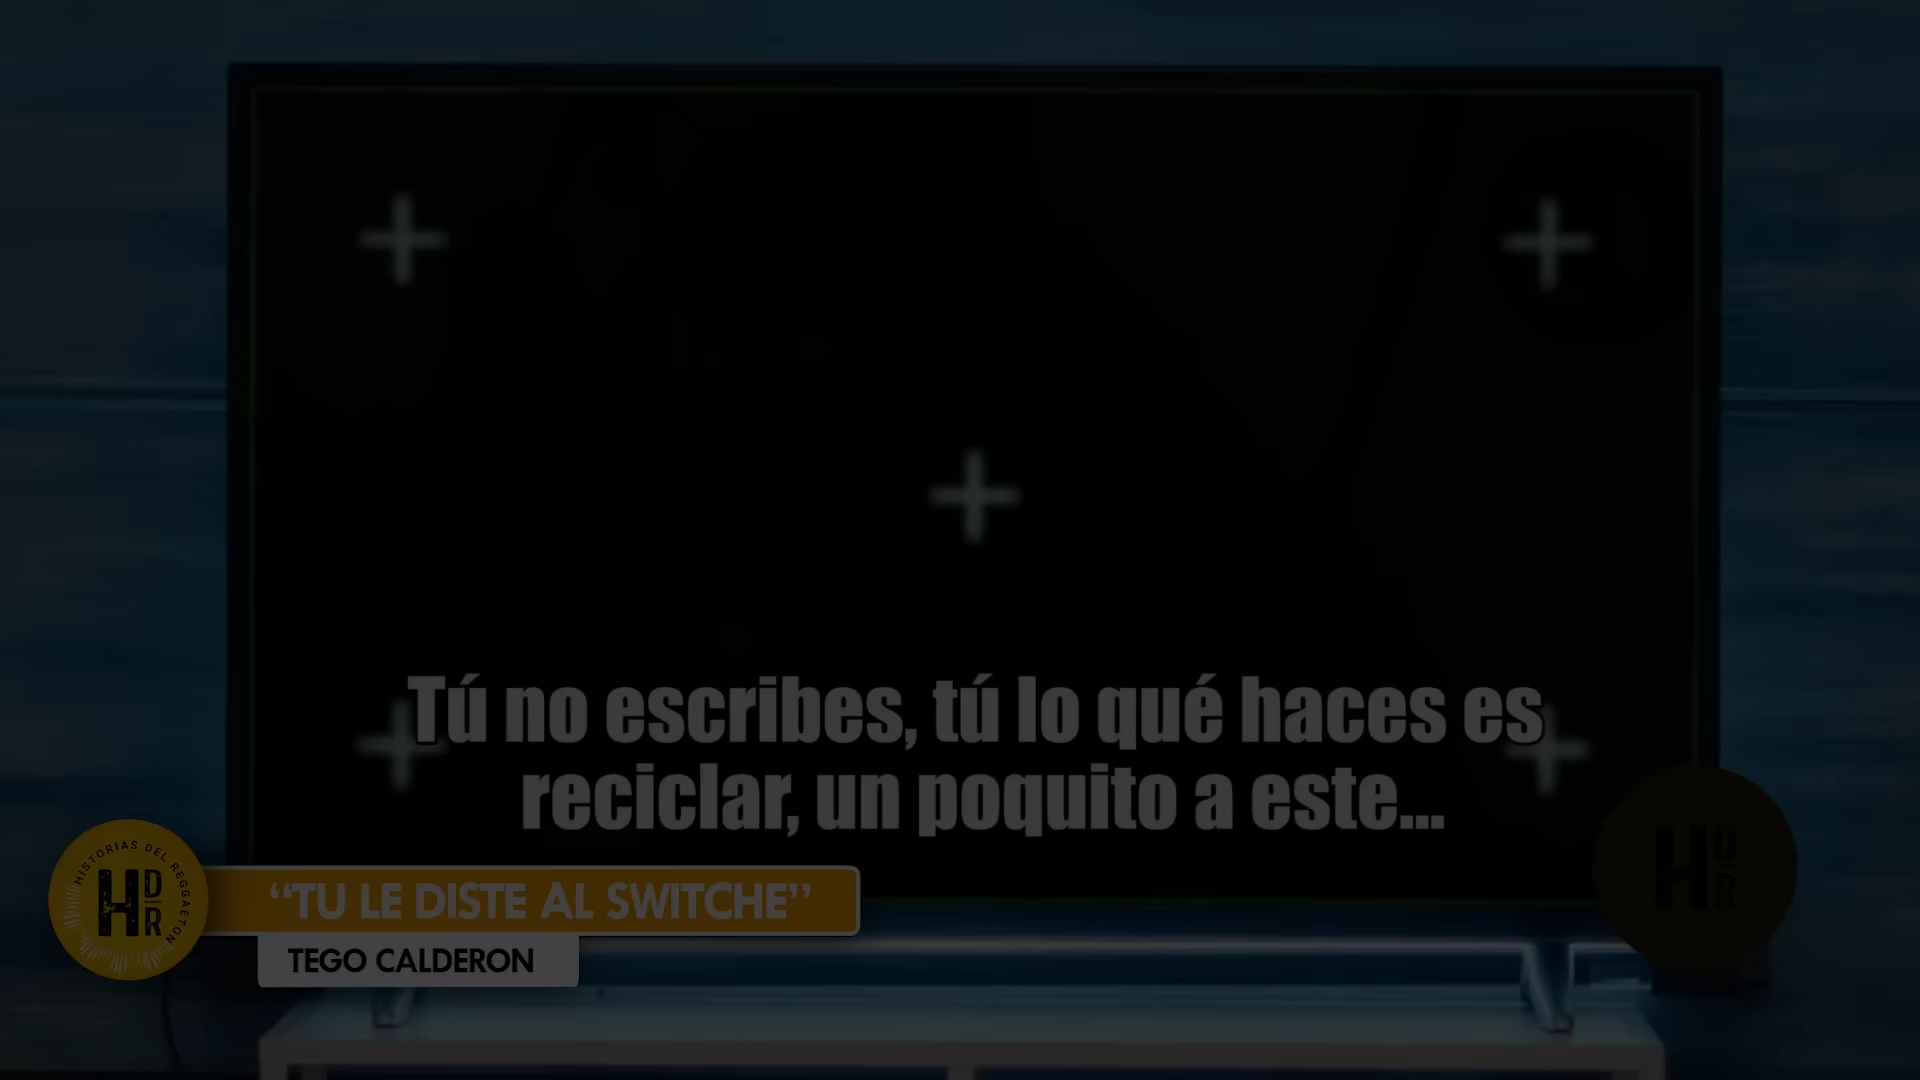 Tú no escribes, tú lo qué haces es
reciclar, un poquito a este...
HISTORIAS DEL REGGAETON
HDR
“TU LE DISTE AL SWITCHE”
TEGO CALDERON
HDR